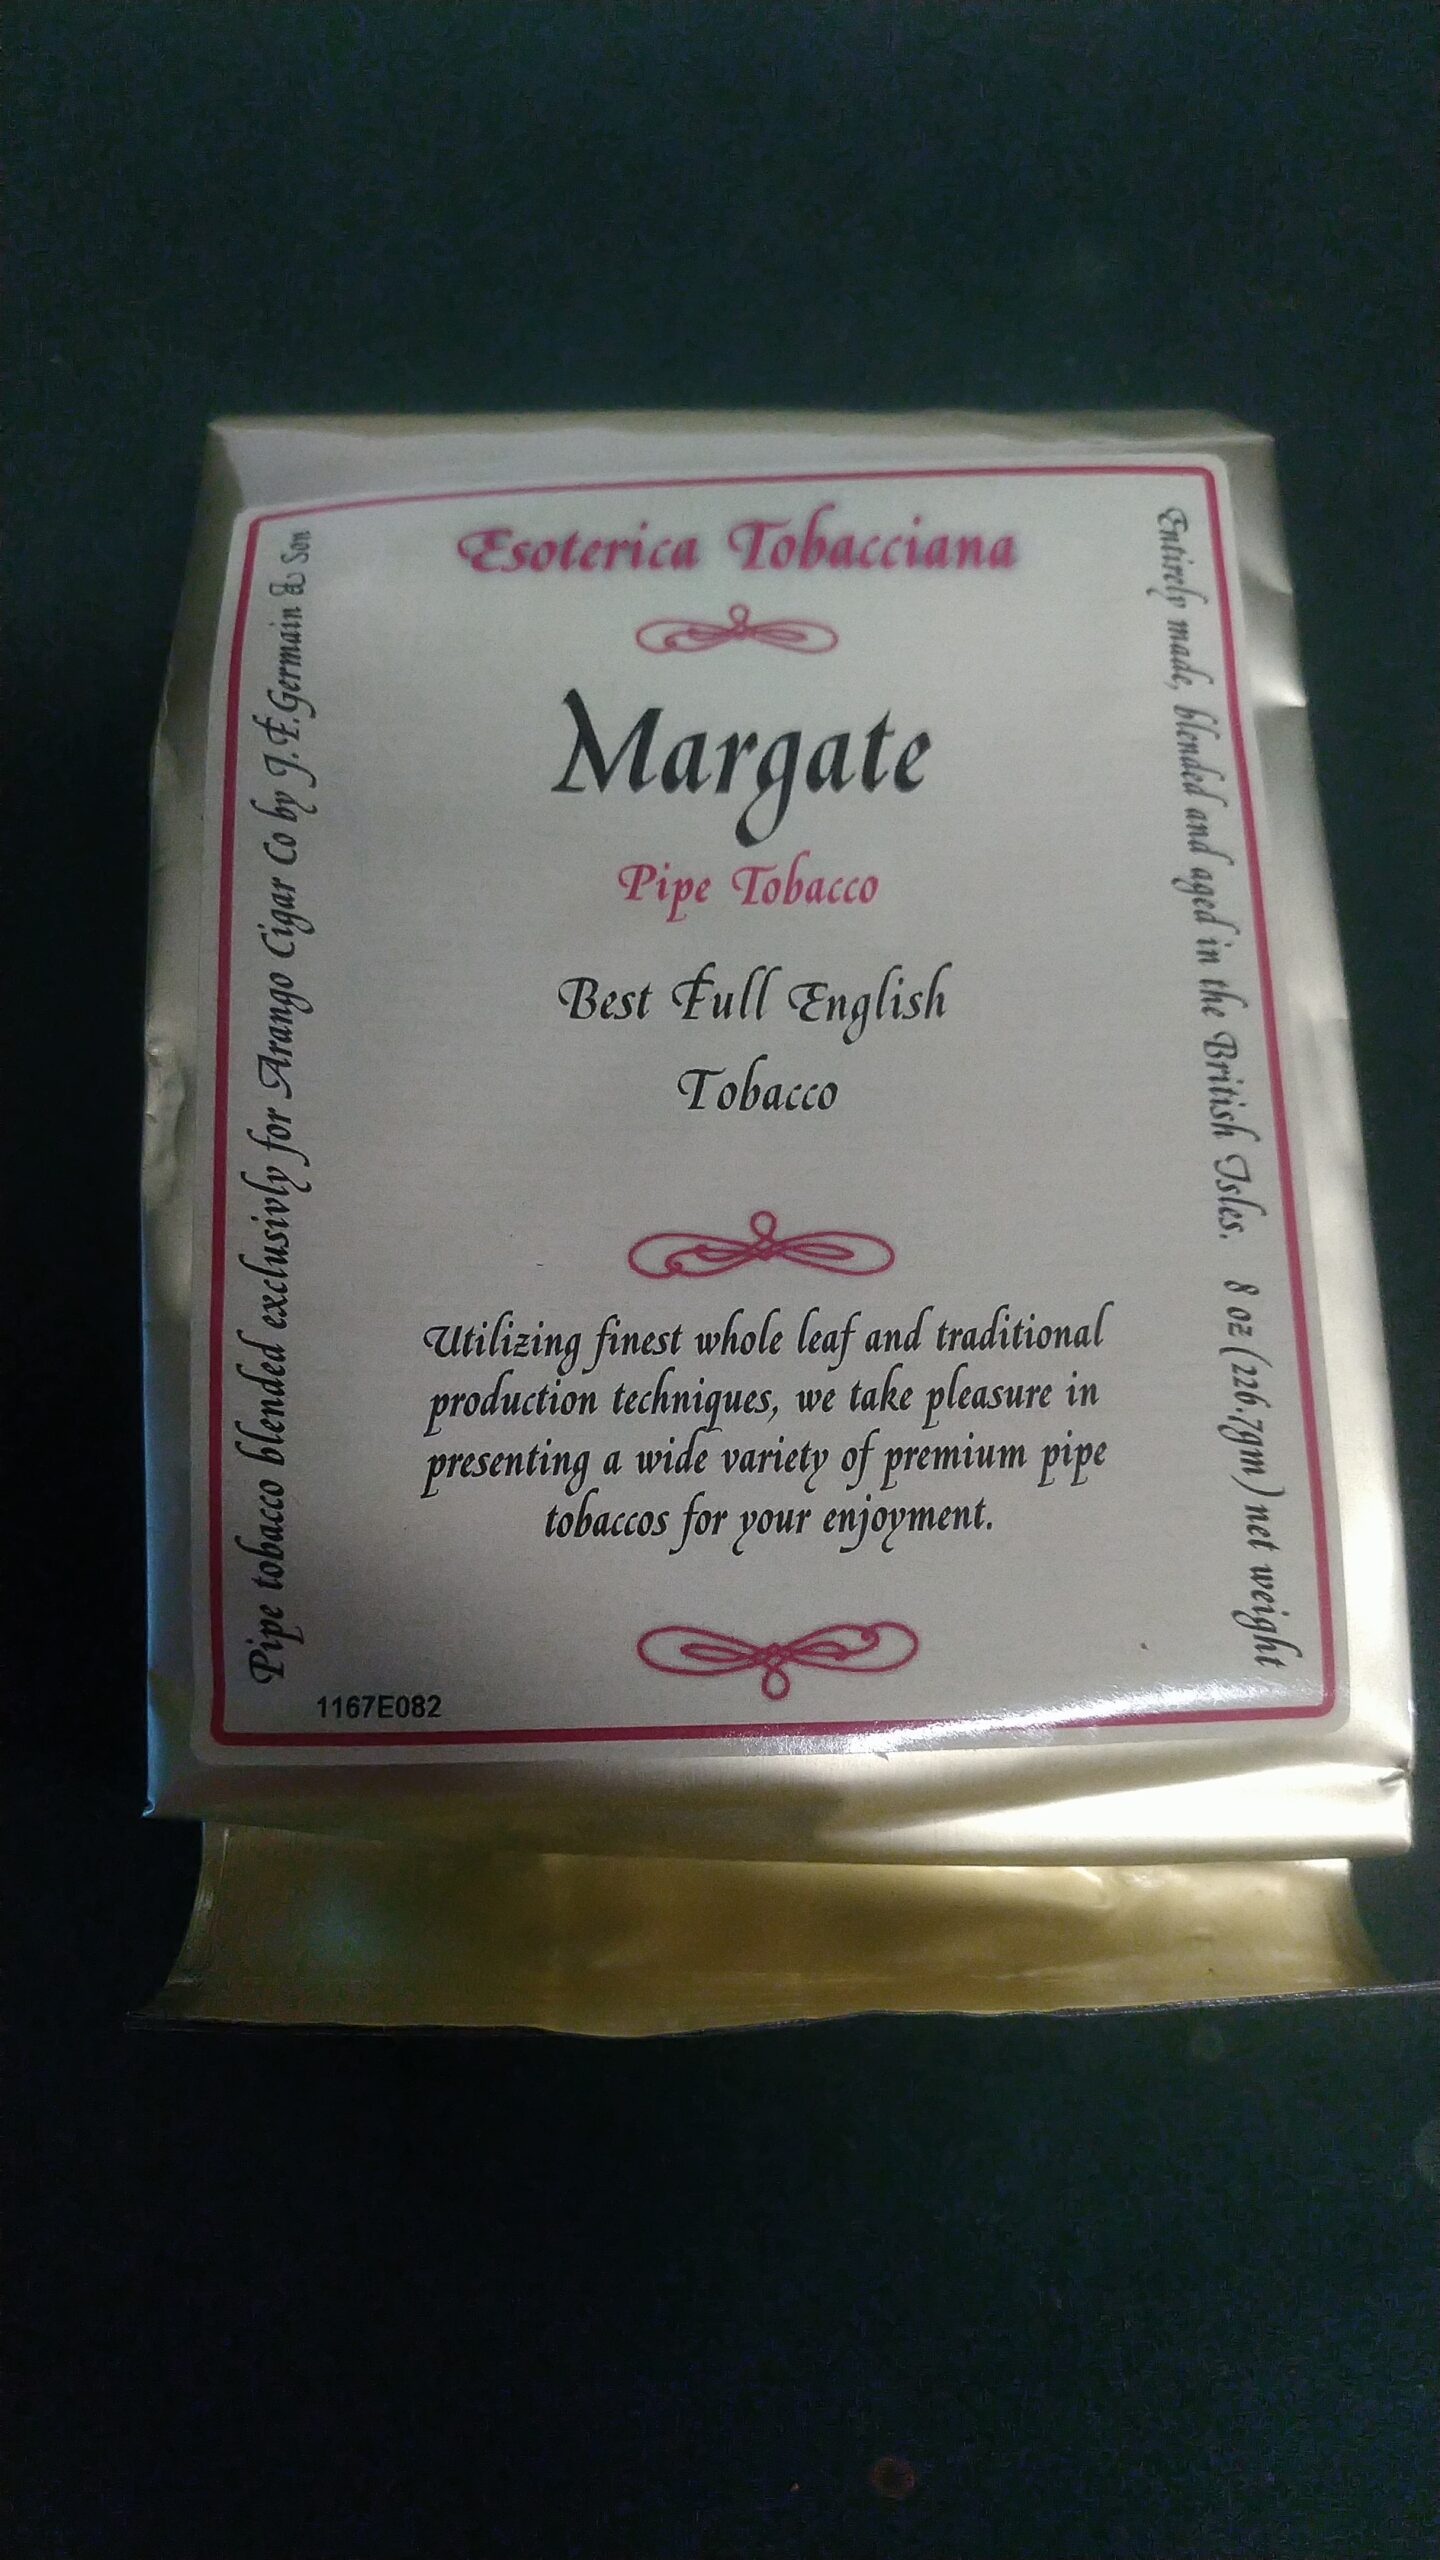 Esoterica Tobacciana
Margate
Pipe Tobacco
Best Full English
Tobacco
Utilizing finest whole leaf and traditional
production techniques, we take pleasure in
presenting a wide variety of premium pipe
tobaccos for your enjoyment.
Pipe tobacco blended exclusivly for Arango Cigar Co by J.F.Germain & Son
Entirely made, blended and aged in the British Isles. 8 oz (226.7gm) net weight
1167E082